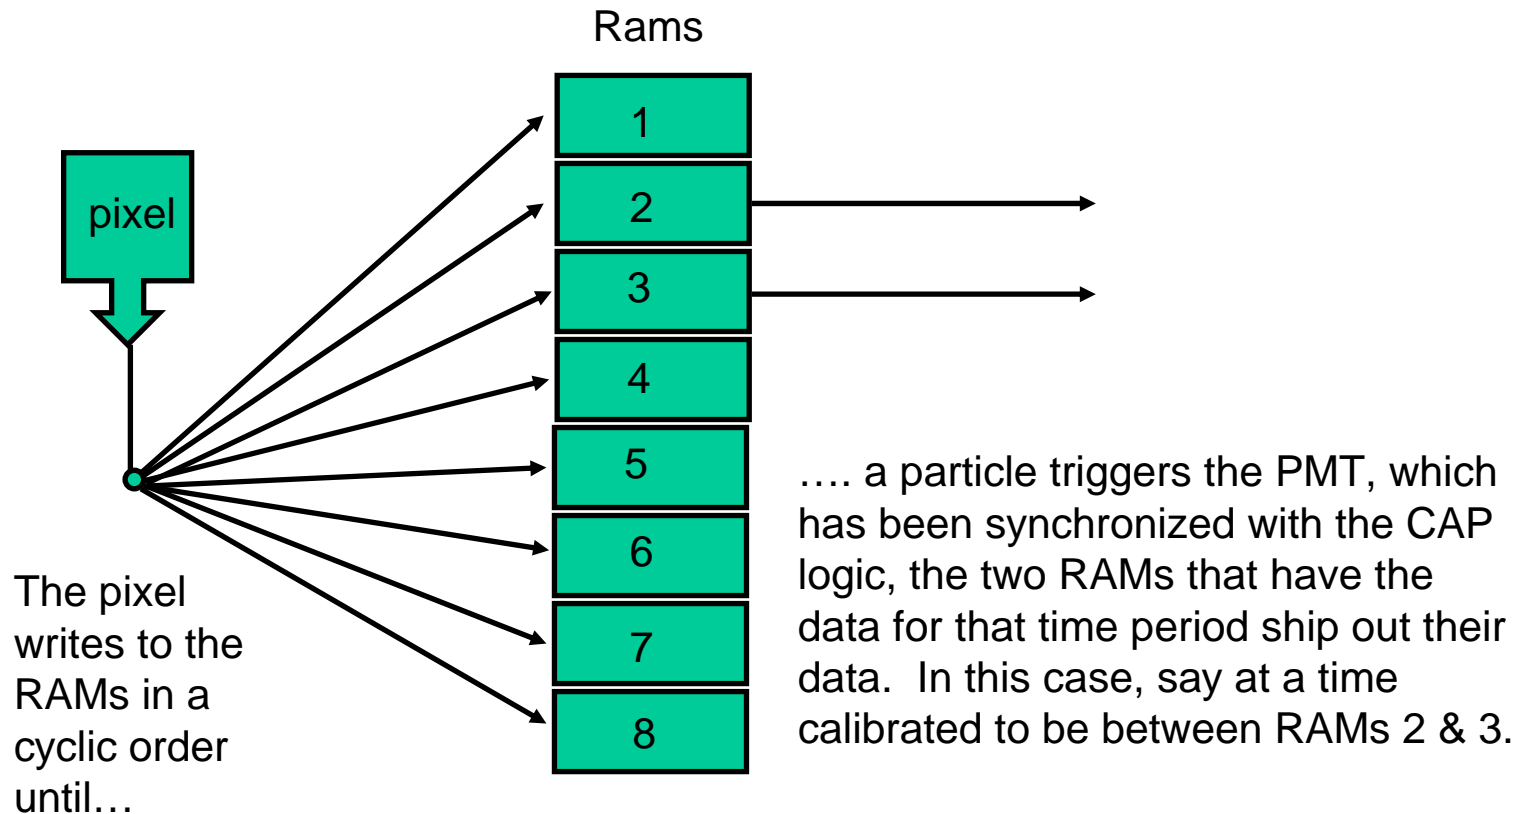 Rams
pixel
1
2
3
4
5
6
7
8
The pixel
writes to the
RAMs in a
cyclic order
until…
…. a particle triggers the PMT, which
has been synchronized with the CAP
logic, the two RAMs that have the
data for that time period ship out their
data.  In this case, say at a time
calibrated to be between RAMs 2 & 3.